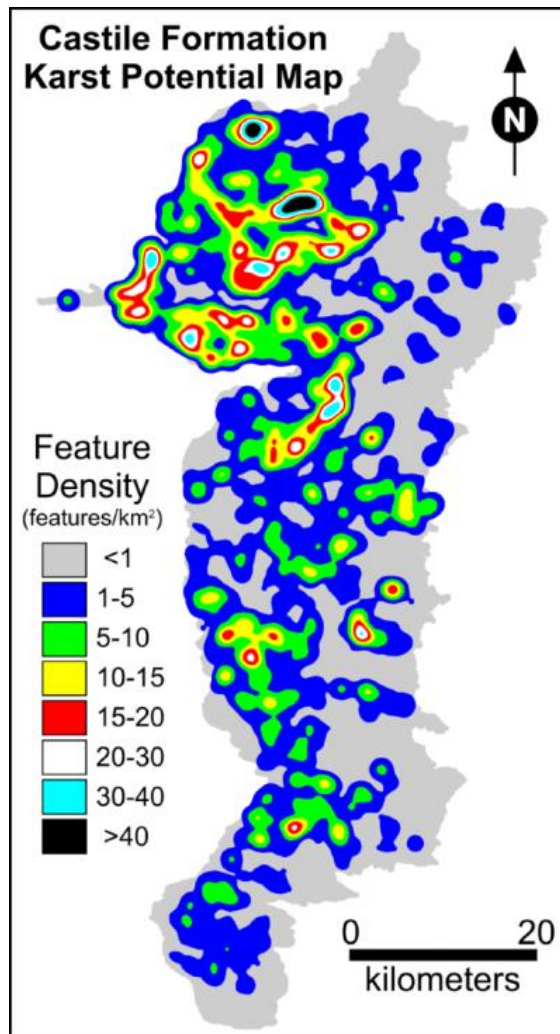 Castile Formation
Karst Potential Map
N
Feature
Density
(features/km²)
<1
1-5
5-10
10-15
15-20
20-30
30-40
>40
0 20
kilometers